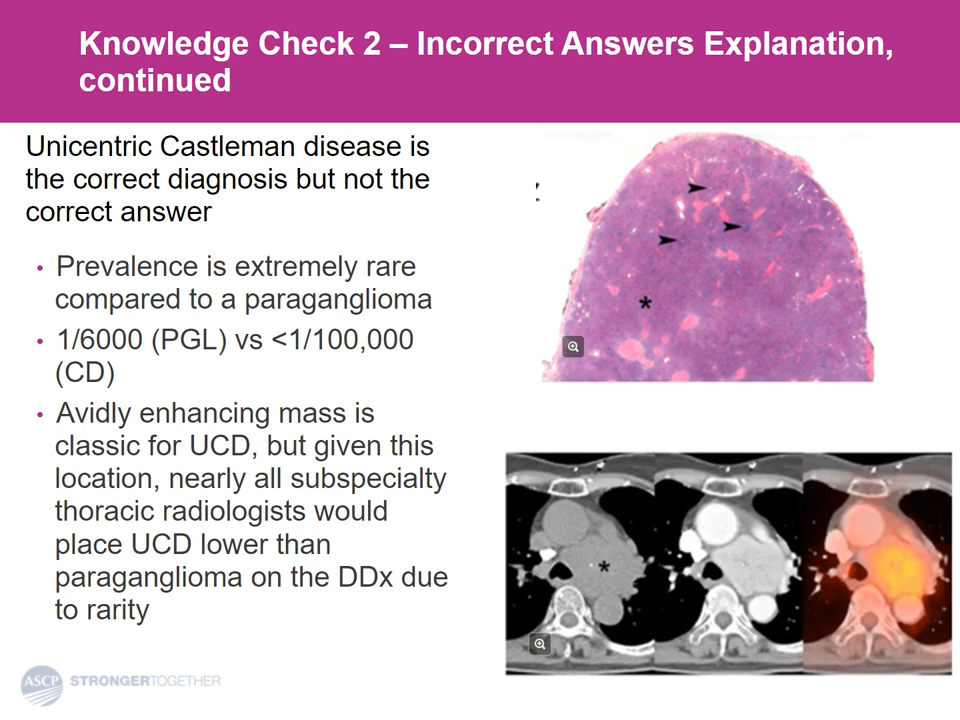 Knowledge Check 2 – Incorrect Answers Explanation,
continued
Unicentric Castleman disease is
the correct diagnosis but not the
correct answer
• Prevalence is extremely rare
compared to a paraganglioma
• 1/6000 (PGL) vs <1/100,000
(CD)
• Avidly enhancing mass is
classic for UCD, but given this
location, nearly all subspecialty
thoracic radiologists would
place UCD lower than
paraganglioma on the DDx due
to rarity
*
*
ASCP STRONGERTOGETHER